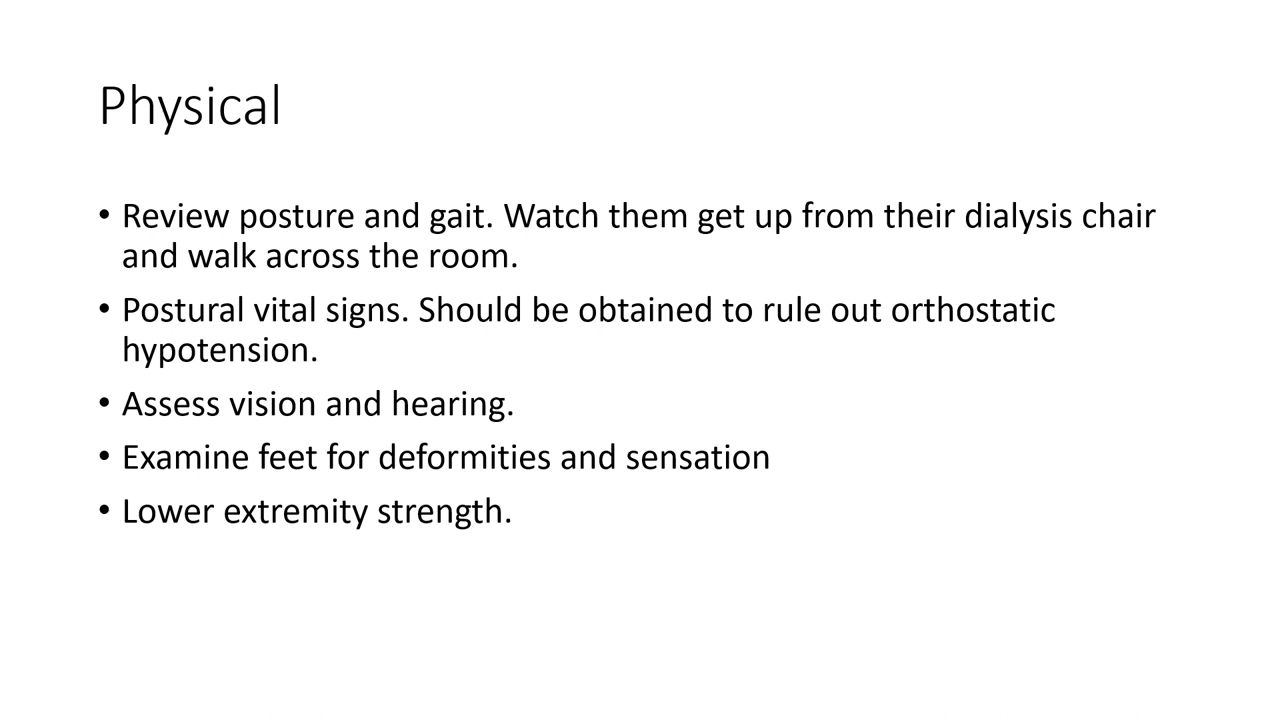 Physical
• Review posture and gait. Watch them get up from their dialysis chair
and walk across the room.
• Postural vital signs. Should be obtained to rule out orthostatic
hypotension.
• Assess vision and hearing.
• Examine feet for deformities and sensation
• Lower extremity strength.